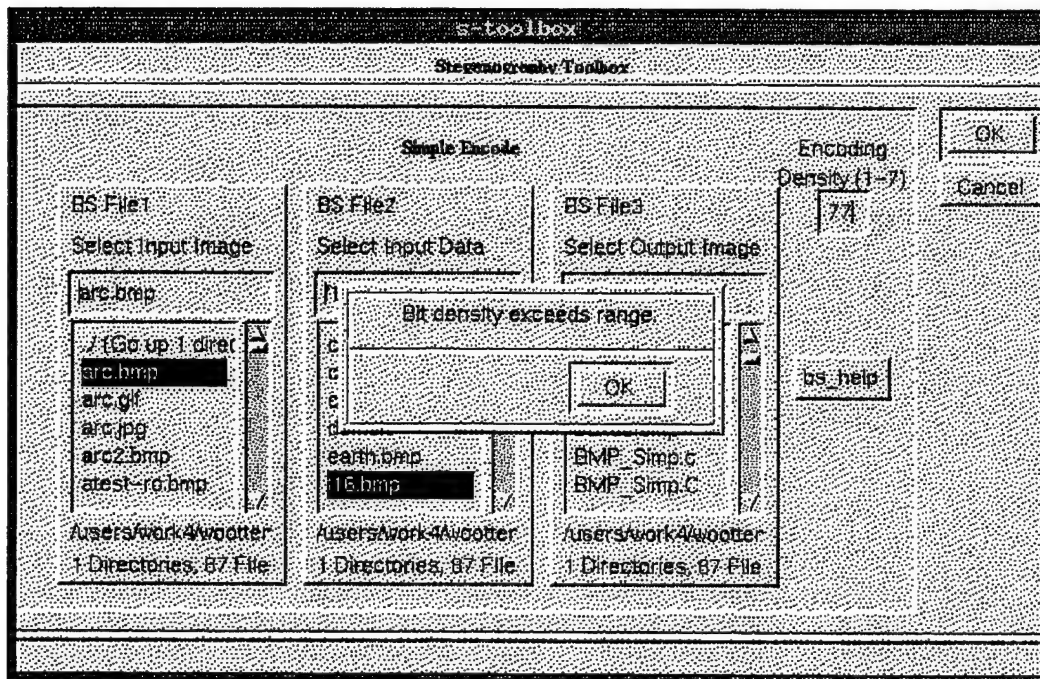 s-toolbox
Steganography Toolbox
Simple Encode
Encoding
Density (1-7)
77
OK
Cancel
bs_help
BS File1
Select Input Image
arc.bmp
../ (Go up 1 direc
arc.bmp
arc.gif
arc.jpg
arc2.bmp
atest-ro.bmp
/users/work4/wootter
1 Directories, 87 File
BS File2
Select Input Data
earth.bmp
16.bmp
/users/work4/wootter
1 Directories, 87 File
BS File3
Select Output Image
BMP_Simp.c
BMP_Simp.C
/users/work4/wootter
1 Directories, 87 File
Bit density exceeds range.
OK